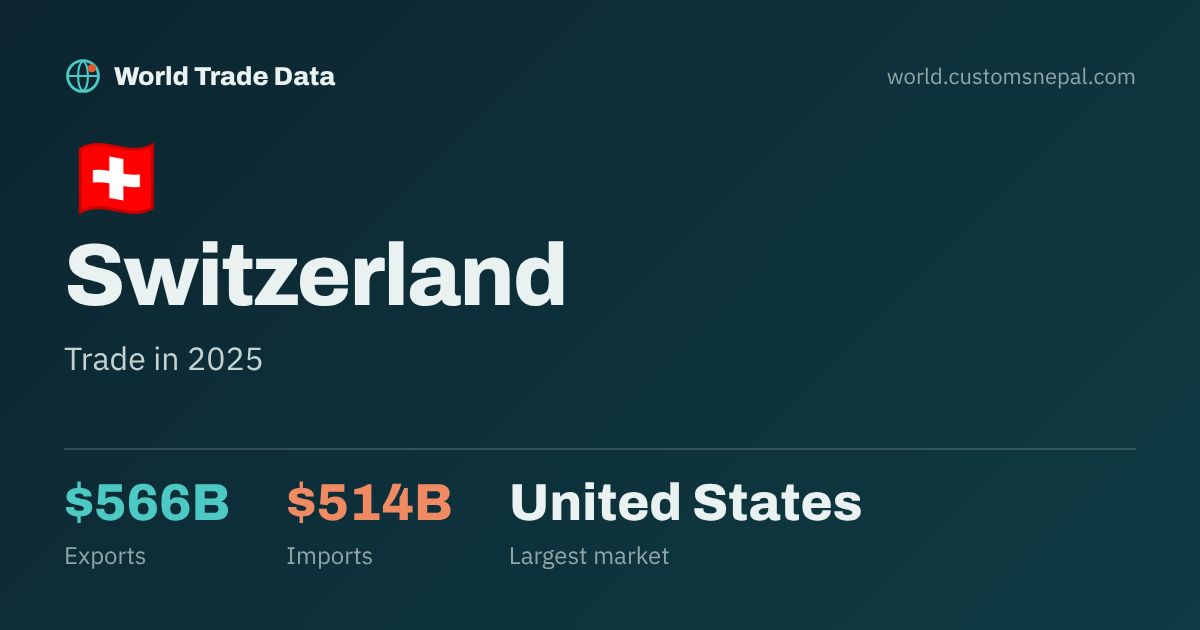 World Trade Data
world.customsnepal.com
Switzerland
Trade in 2025
$566B
Exports
$514B
Imports
United States
Largest market